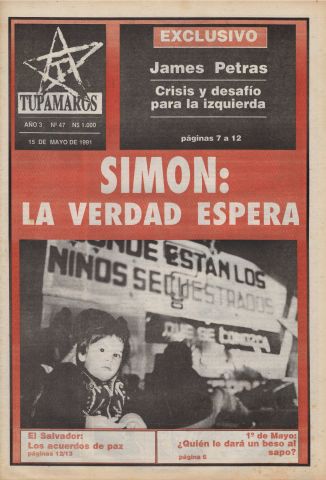 TUPAMAROS
AÑO 3 Nº 47 N$ 1.000
15 DE MAYO DE 1991
EXCLUSIVO
James Petras
Crisis y desafío
para la izquierda
páginas 7 a 12
SIMON:
LA VERDAD ESPERA
DONDE ESTÁN LOS
NIÑOS SECUESTRADOS
que se
El Salvador:
Los acuerdos de paz
páginas 12/13
1º de Mayo:
¿Quién le dará un beso al
sapo?
página 6